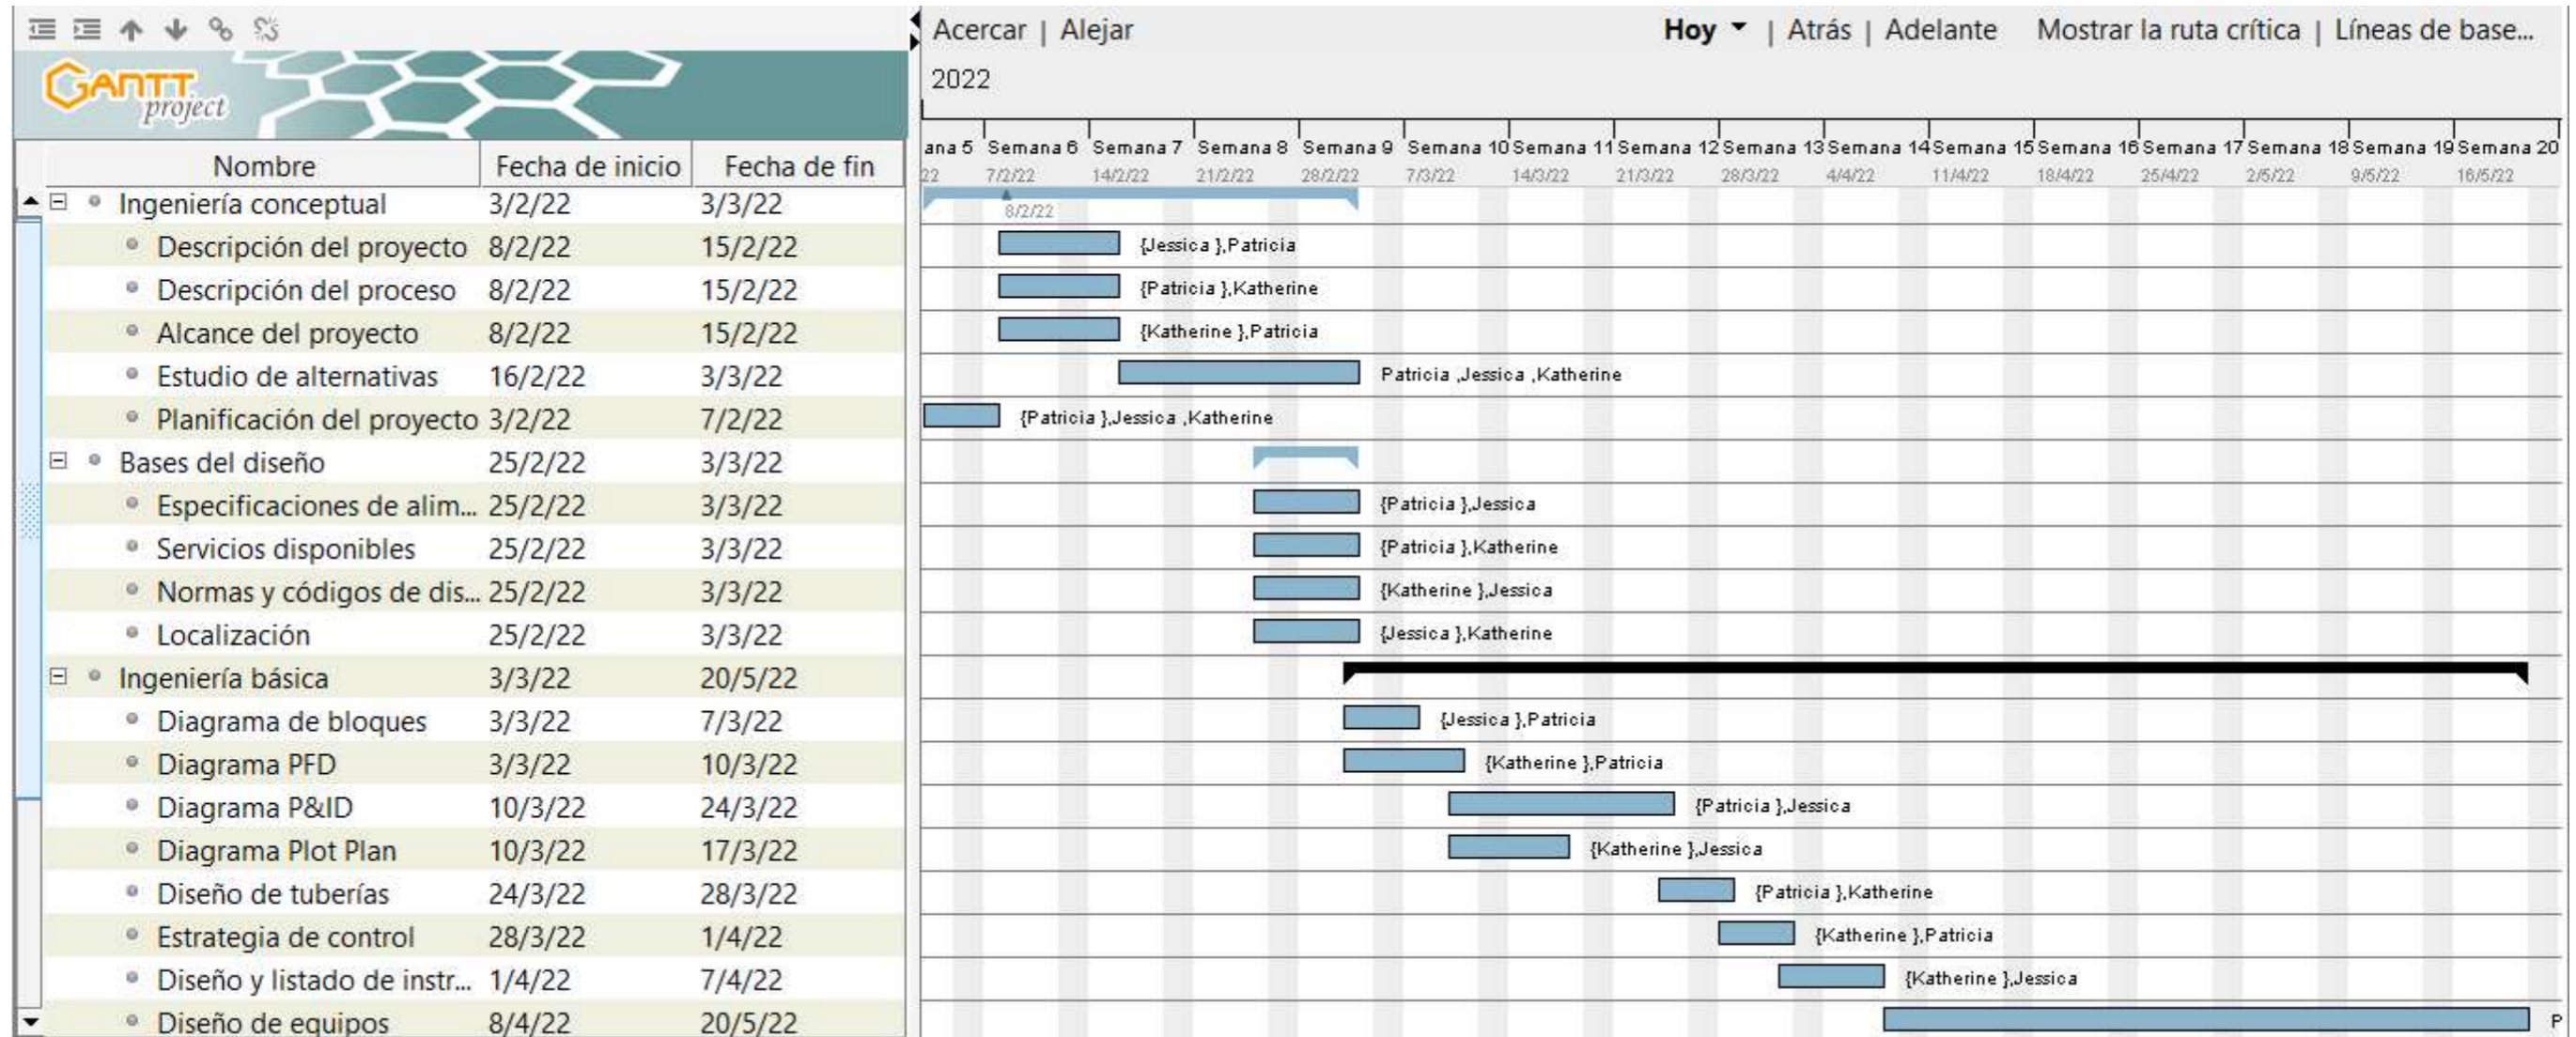 Acercar | Alejar Hoy | Atrás | Adelante Mostrar la ruta crítica | Líneas de base...
GANTT
project
2022
ana 5 Semana 6 Semana 7 Semana 8 Semana 9 Semana 10 Semana 11 Semana 12 Semana 13 Semana 14 Semana 15 Semana 16 Semana 17 Semana 18 Semana 19 Semana 20
Nombre Fecha de inicio Fecha de fin
22 7/2/22 14/2/22 21/2/22 28/2/22 7/3/22 14/3/22 21/3/22 28/3/22 4/4/22 11/4/22 18/4/22 25/4/22 2/5/22 9/5/22 16/5/22
Ingeniería conceptual 3/2/22 3/3/22
8/2/22
Descripción del proyecto 8/2/22 15/2/22 {Jessica },Patricia
Descripción del proceso 8/2/22 15/2/22 {Patricia },Katherine
Alcance del proyecto 8/2/22 15/2/22 {Katherine },Patricia
Estudio de alternativas 16/2/22 3/3/22 Patricia ,Jessica ,Katherine
Planificación del proyecto 3/2/22 7/2/22 {Patricia },Jessica ,Katherine
Bases del diseño 25/2/22 3/3/22
Especificaciones de alim... 25/2/22 3/3/22 {Patricia },Jessica
Servicios disponibles 25/2/22 3/3/22 {Patricia },Katherine
Normas y códigos de dis... 25/2/22 3/3/22 {Katherine },Jessica
Localización 25/2/22 3/3/22 {Jessica },Katherine
Ingeniería básica 3/3/22 20/5/22
Diagrama de bloques 3/3/22 7/3/22 {Jessica },Patricia
Diagrama PFD 3/3/22 10/3/22 {Katherine },Patricia
Diagrama P&ID 10/3/22 24/3/22 {Patricia },Jessica
Diagrama Plot Plan 10/3/22 17/3/22 {Katherine },Jessica
Diseño de tuberías 24/3/22 28/3/22 {Patricia },Katherine
Estrategia de control 28/3/22 1/4/22 {Katherine },Patricia
Diseño y listado de instr... 1/4/22 7/4/22 {Katherine },Jessica
Diseño de equipos 8/4/22 20/5/22 P